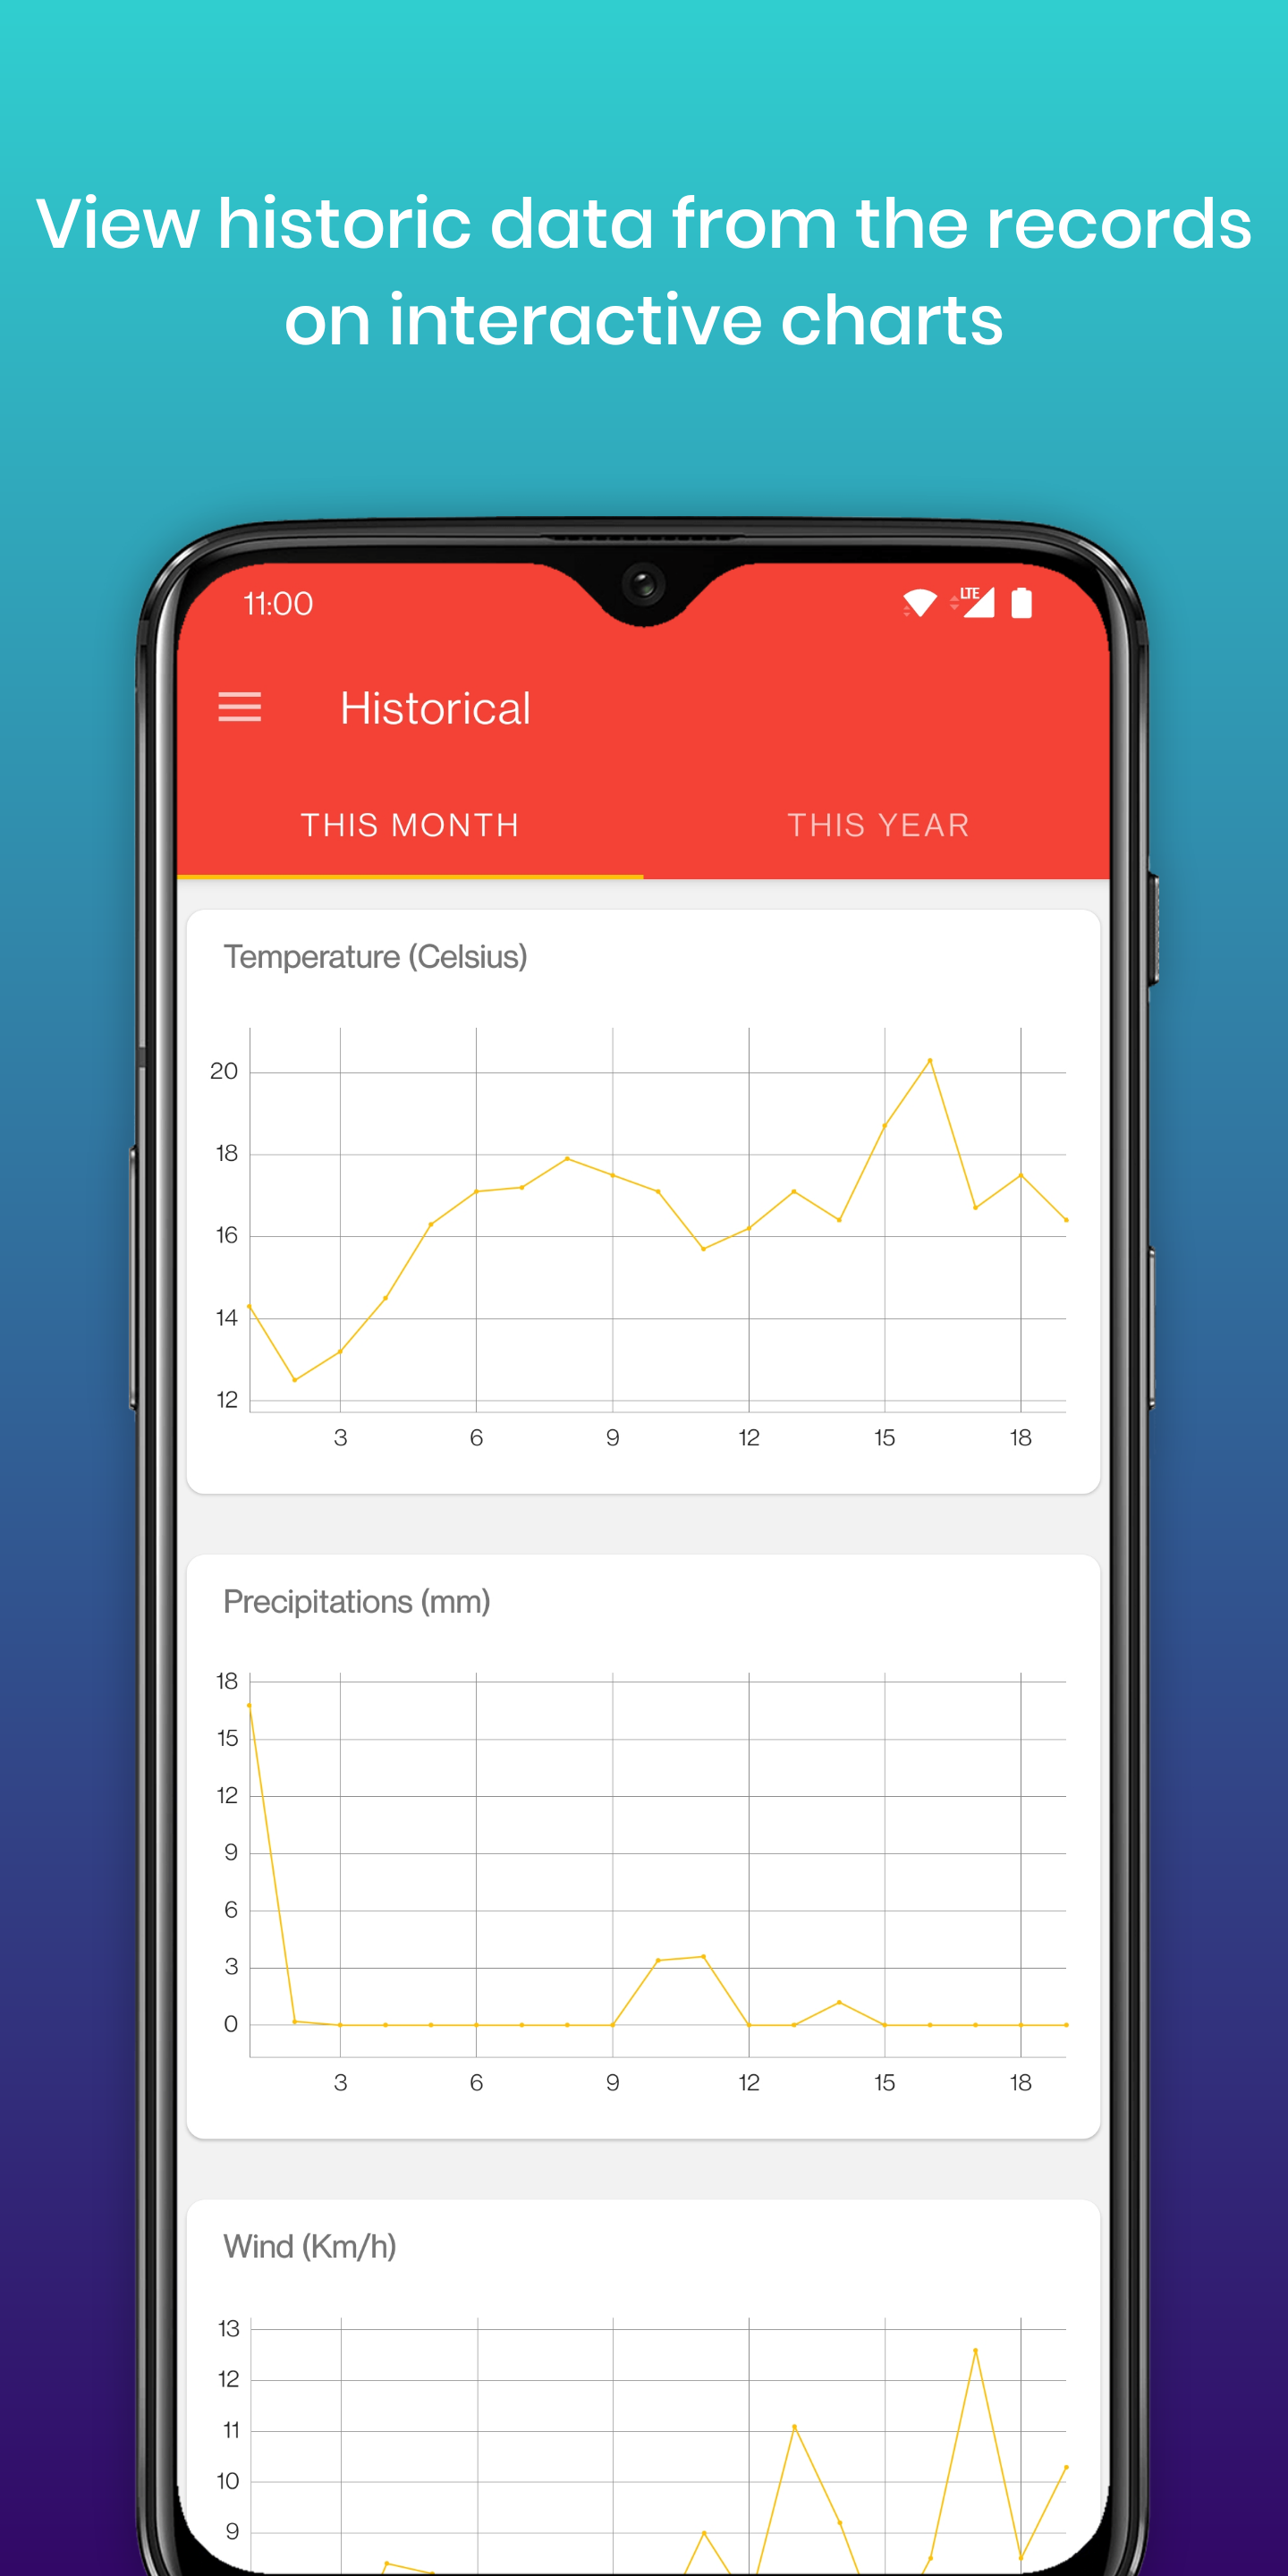 View historic data from the records
on interactive charts
11:00
LTE
Historical
THIS MONTH
THIS YEAR
Temperature (Celsius)
20
18
16
14
12
3 6 9 12 15 18
Precipitations (mm)
18
15
12
9
6
3
0
3 6 9 12 15 18
Wind (Km/h)
13
12
11
10
9